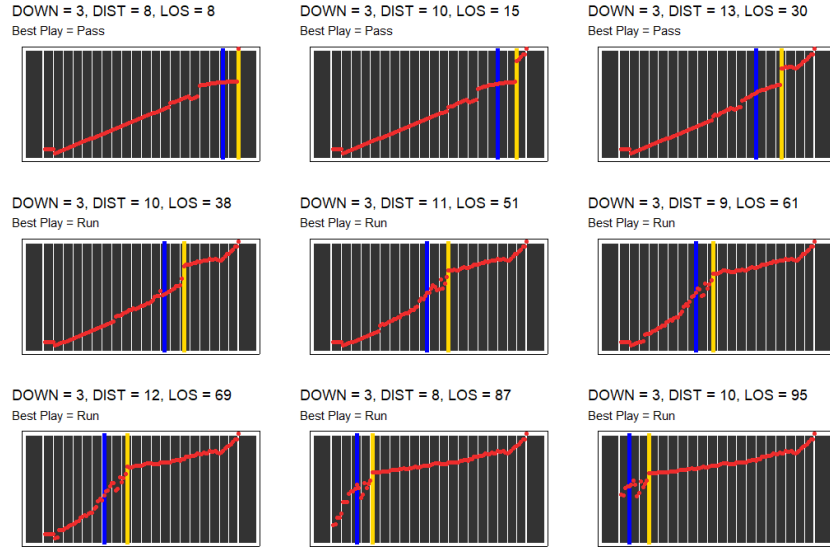 DOWN = 3, DIST = 8, LOS = 8
Best Play = Pass
DOWN = 3, DIST = 10, LOS = 15
Best Play = Pass
DOWN = 3, DIST = 13, LOS = 30
Best Play = Pass
DOWN = 3, DIST = 10, LOS = 38
Best Play = Run
DOWN = 3, DIST = 11, LOS = 51
Best Play = Run
DOWN = 3, DIST = 9, LOS = 61
Best Play = Run
DOWN = 3, DIST = 12, LOS = 69
Best Play = Run
DOWN = 3, DIST = 8, LOS = 87
Best Play = Run
DOWN = 3, DIST = 10, LOS = 95
Best Play = Run